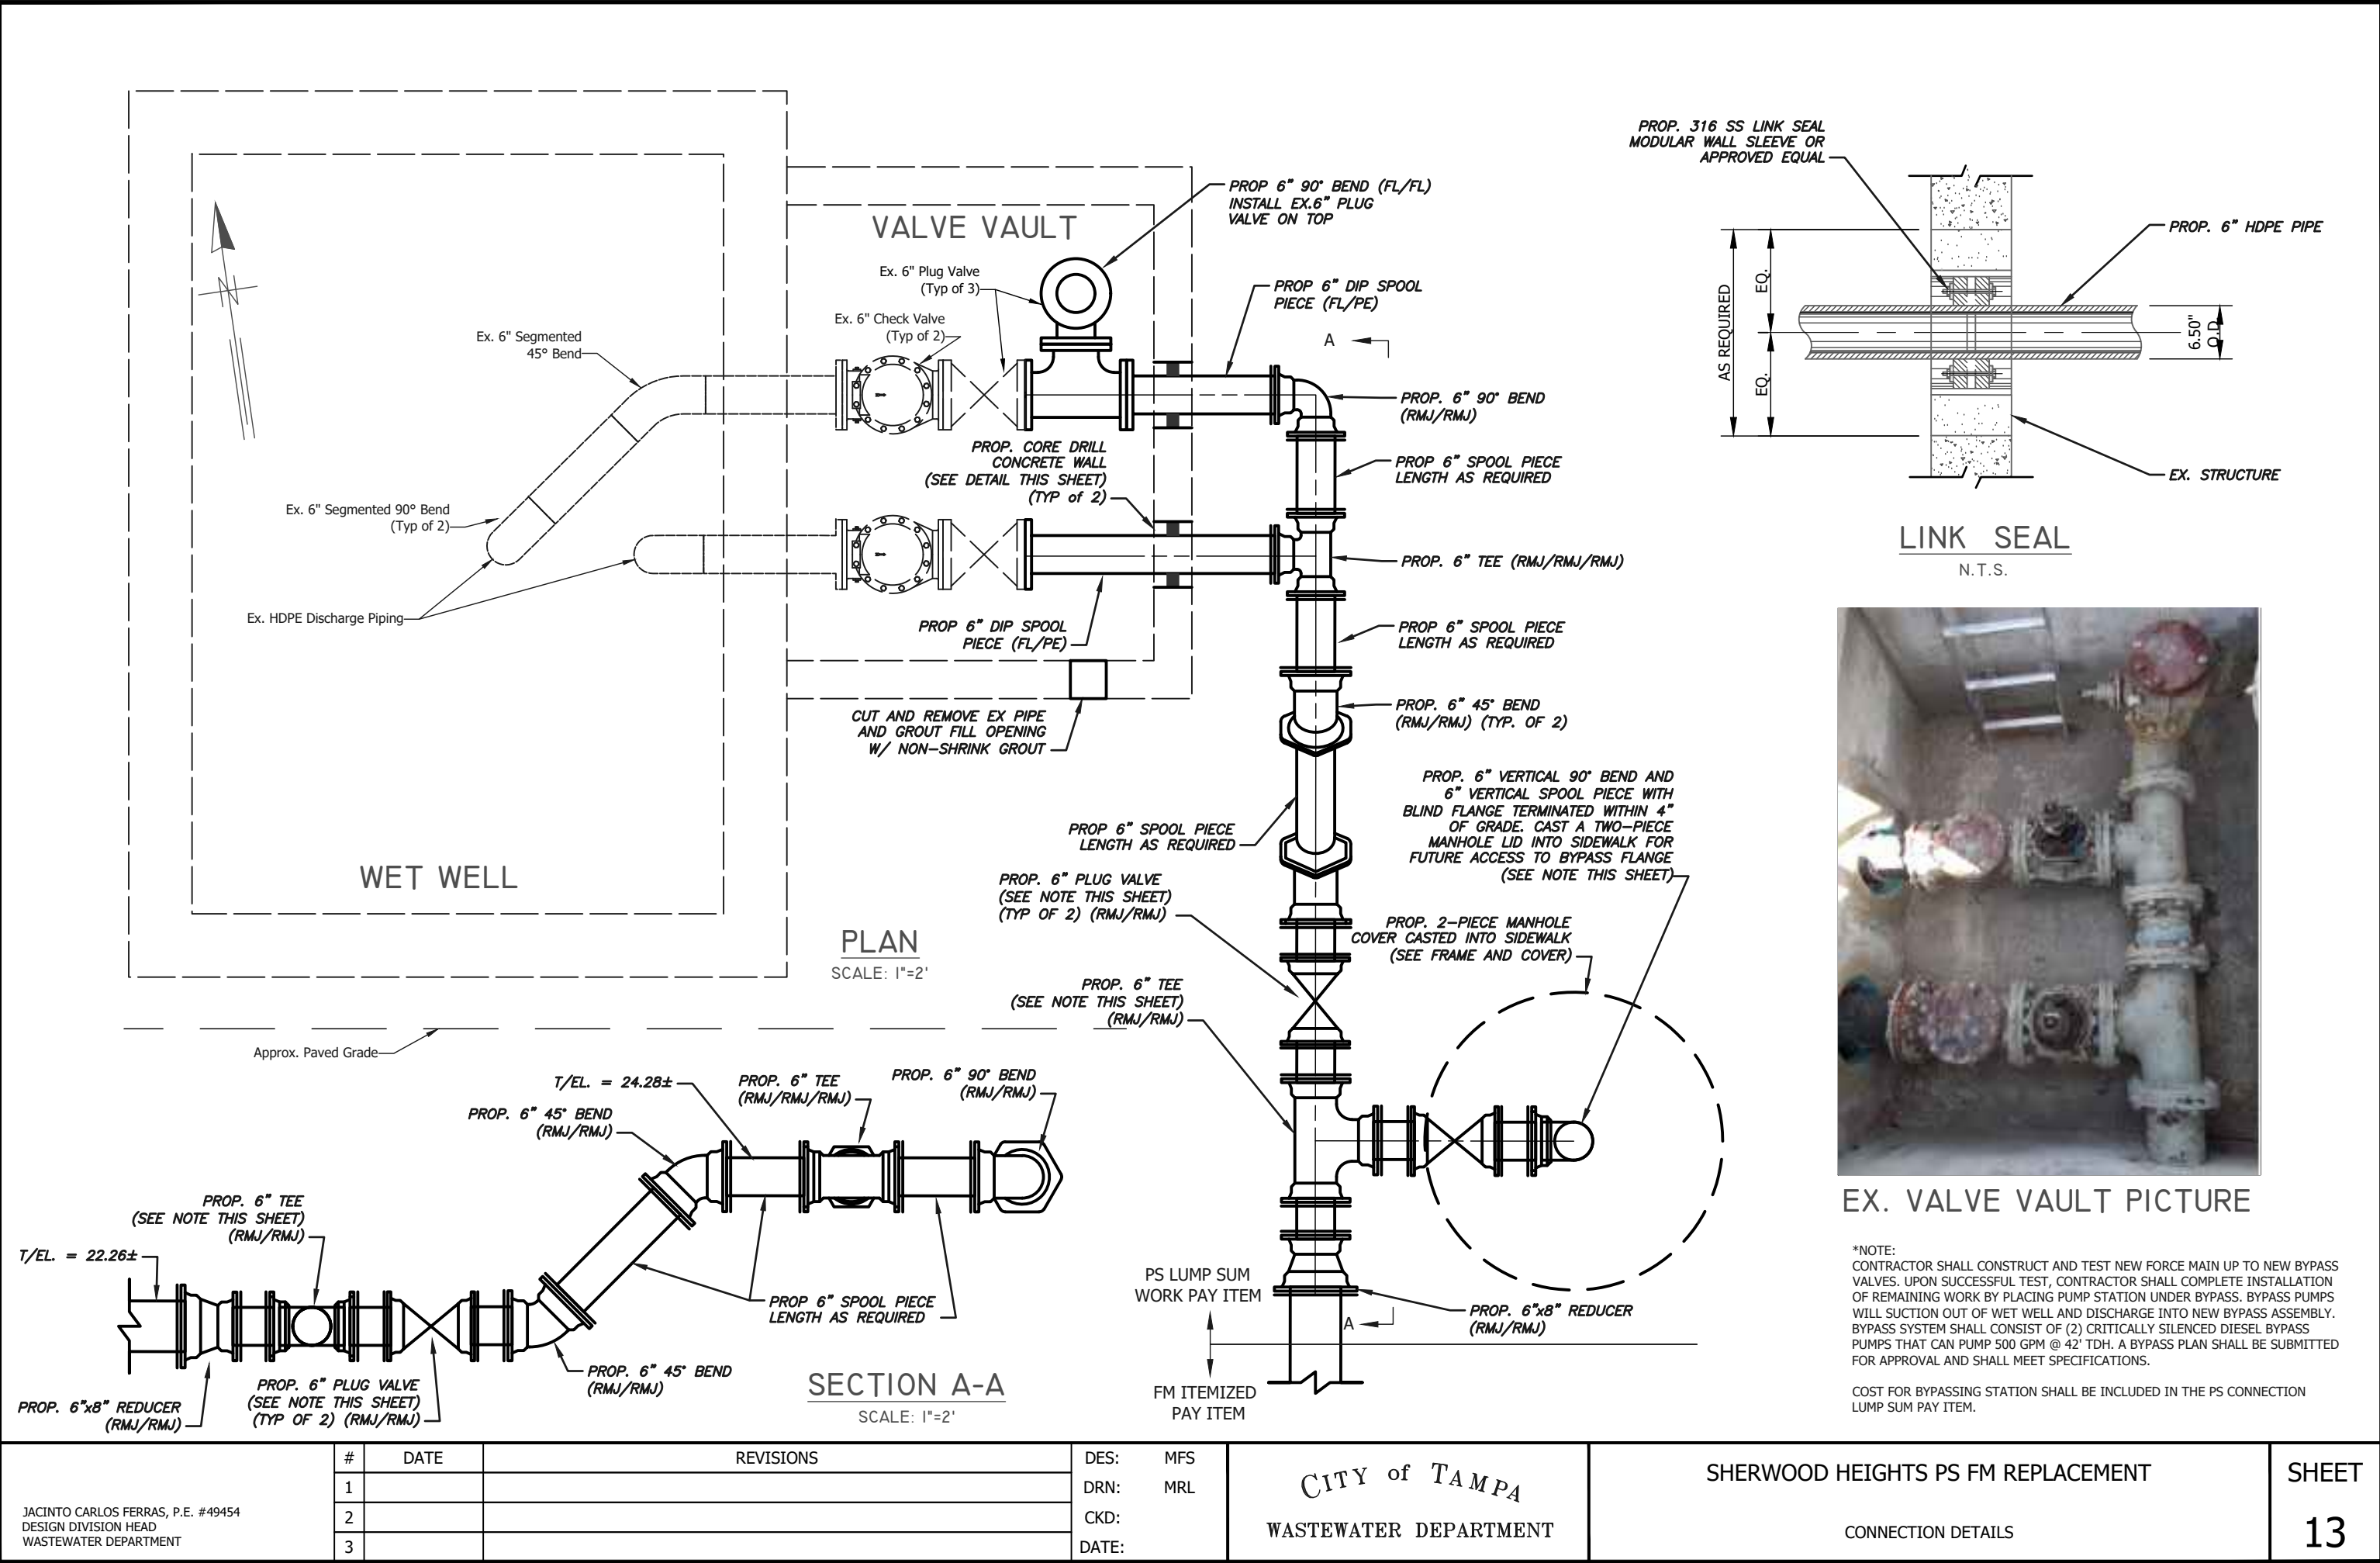 VALVE VAULT
PROP 6" 90° BEND (FL/FL)
INSTALL EX.6" PLUG
VALVE ON TOP
Ex. 6" Plug Valve
(Typ of 3)
PROP 6" DIP SPOOL
PIECE (FL/PE)
Ex. 6" Check Valve
(Typ of 2)
Ex. 6" Segmented
45° Bend
A
PROP. 6" 90° BEND
(RMJ/RMJ)
PROP. CORE DRILL
CONCRETE WALL
(SEE DETAIL THIS SHEET)
(TYP of 2)
PROP 6" SPOOL PIECE
LENGTH AS REQUIRED
Ex. 6" Segmented 90° Bend
(Typ of 2)
PROP. 6" TEE (RMJ/RMJ/RMJ)
Ex. HDPE Discharge Piping
PROP 6" DIP SPOOL
PIECE (FL/PE)
PROP 6" SPOOL PIECE
LENGTH AS REQUIRED
CUT AND REMOVE EX PIPE
AND GROUT FILL OPENING
W/ NON-SHRINK GROUT
PROP. 6" 45° BEND
(RMJ/RMJ) (TYP. OF 2)
PROP. 6" VERTICAL 90° BEND AND
6" VERTICAL SPOOL PIECE WITH
BLIND FLANGE TERMINATED WITHIN 4"
OF GRADE. CAST A TWO-PIECE
MANHOLE LID INTO SIDEWALK FOR
FUTURE ACCESS TO BYPASS FLANGE
(SEE NOTE THIS SHEET)
PROP 6" SPOOL PIECE
LENGTH AS REQUIRED
WET WELL
PROP. 6" PLUG VALVE
(SEE NOTE THIS SHEET)
(TYP OF 2) (RMJ/RMJ)
PROP. 2-PIECE MANHOLE
COVER CASTED INTO SIDEWALK
(SEE FRAME AND COVER)
PLAN
SCALE: 1"=2'
PROP. 6" TEE
(SEE NOTE THIS SHEET)
(RMJ/RMJ)
Approx. Paved Grade
T/EL. = 24.28±
PROP. 6" TEE
(RMJ/RMJ/RMJ)
PROP. 6" 90° BEND
(RMJ/RMJ)
PROP. 6" 45° BEND
(RMJ/RMJ)
PROP. 6" TEE
(SEE NOTE THIS SHEET)
(RMJ/RMJ)
T/EL. = 22.26±
PROP 6" SPOOL PIECE
LENGTH AS REQUIRED
PROP. 6" 45° BEND
(RMJ/RMJ)
PROP. 6" PLUG VALVE
(SEE NOTE THIS SHEET)
(TYP OF 2) (RMJ/RMJ)
PROP. 6"x8" REDUCER
(RMJ/RMJ)
SECTION A-A
SCALE: 1"=2'
PS LUMP SUM
WORK PAY ITEM
FM ITEMIZED
PAY ITEM
PROP. 6"x8" REDUCER
(RMJ/RMJ)
A
PROP. 316 SS LINK SEAL
MODULAR WALL SLEEVE OR
APPROVED EQUAL
PROP. 6" HDPE PIPE
AS REQUIRED
EQ.
EQ.
6.50"
O.D.
EX. STRUCTURE
LINK SEAL
N.T.S.
EX. VALVE VAULT PICTURE
*NOTE:
CONTRACTOR SHALL CONSTRUCT AND TEST NEW FORCE MAIN UP TO NEW BYPASS
VALVES. UPON SUCCESSFUL TEST, CONTRACTOR SHALL COMPLETE INSTALLATION
OF REMAINING WORK BY PLACING PUMP STATION UNDER BYPASS. BYPASS PUMPS
WILL SUCTION OUT OF WET WELL AND DISCHARGE INTO NEW BYPASS ASSEMBLY.
BYPASS SYSTEM SHALL CONSIST OF (2) CRITICALLY SILENCED DIESEL BYPASS
PUMPS THAT CAN PUMP 500 GPM @ 42' TDH. A BYPASS PLAN SHALL BE SUBMITTED
FOR APPROVAL AND SHALL MEET SPECIFICATIONS.
COST FOR BYPASSING STATION SHALL BE INCLUDED IN THE PS CONNECTION
LUMP SUM PAY ITEM.
JACINTO CARLOS FERRAS, P.E. #49454
DESIGN DIVISION HEAD
WASTEWATER DEPARTMENT
# DATE REVISIONS
1
2
3
DES: MFS
DRN: MRL
CKD:
DATE:
CITY of TAMPA
WASTEWATER DEPARTMENT
SHERWOOD HEIGHTS PS FM REPLACEMENT
CONNECTION DETAILS
SHEET
13